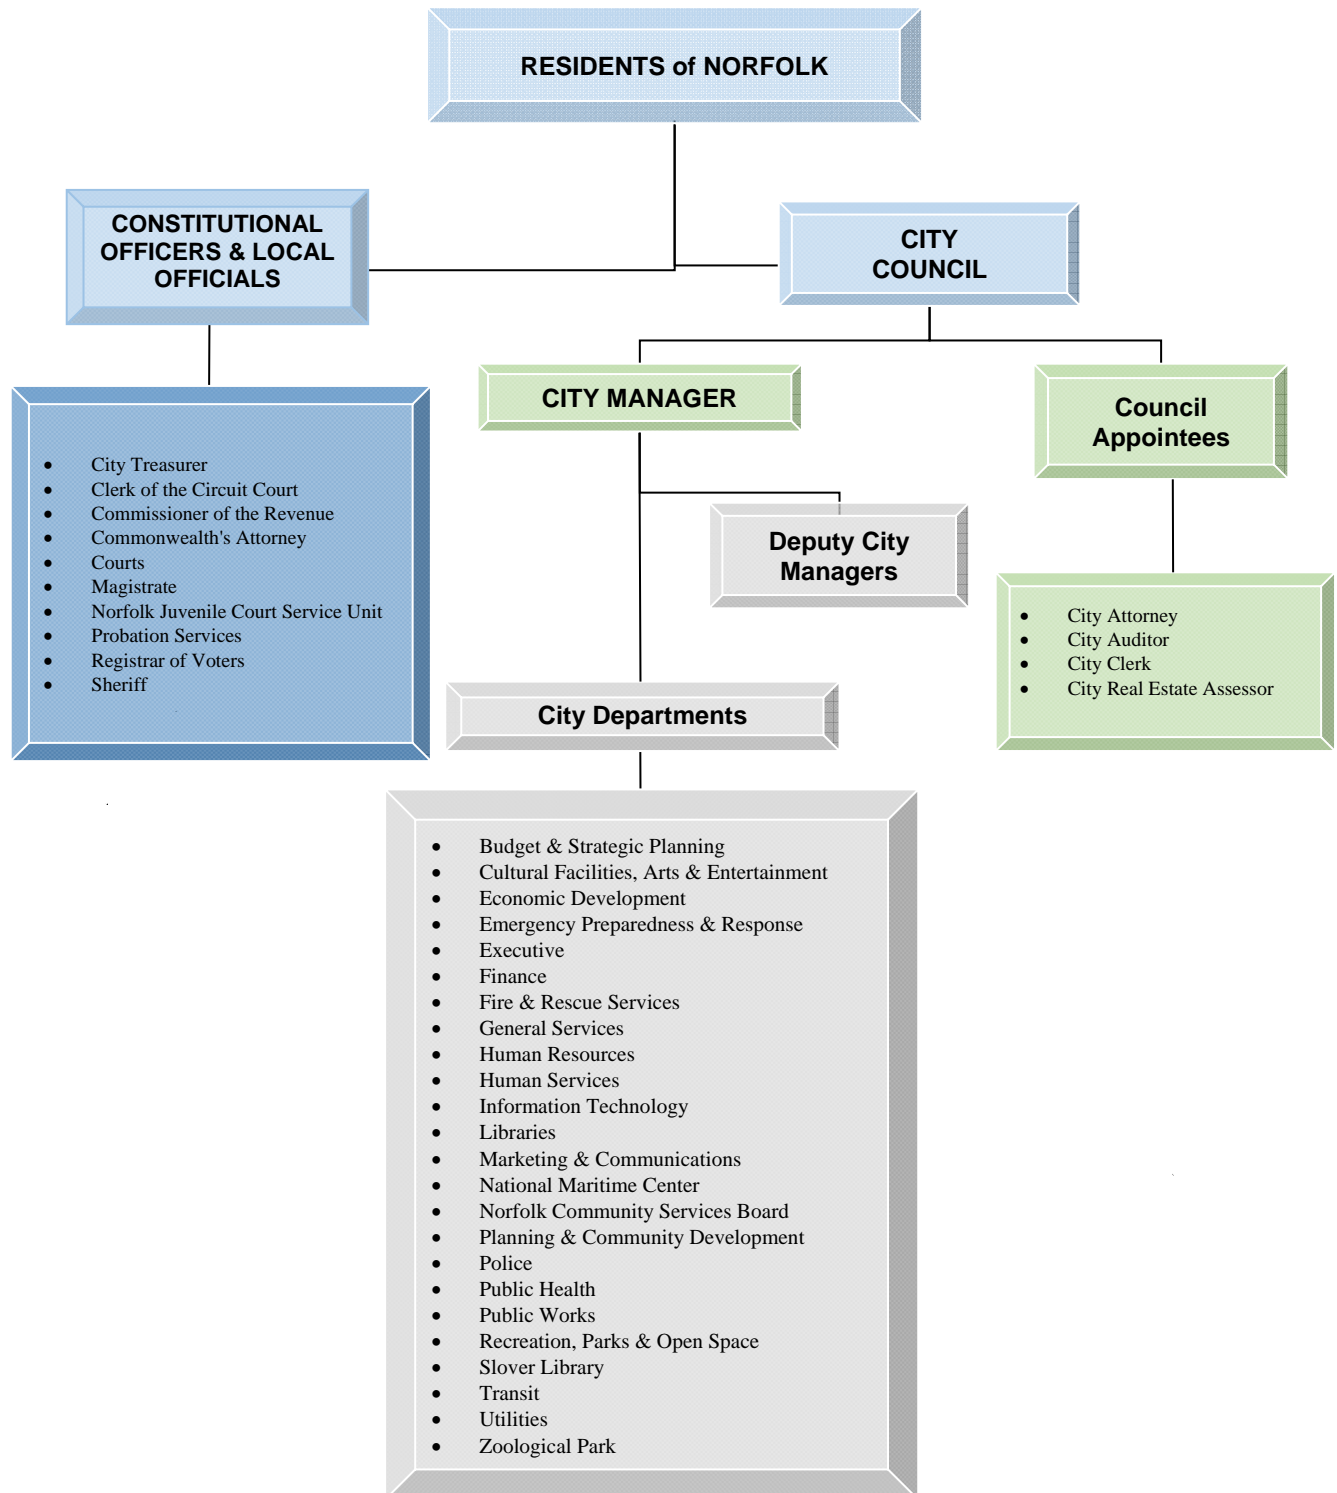 RESIDENTS of NORFOLK
CONSTITUTIONAL
OFFICERS & LOCAL
OFFICIALS
CITY
COUNCIL
CITY MANAGER
Council
Appointees
• City Treasurer
• Clerk of the Circuit Court
• Commissioner of the Revenue
• Commonwealth's Attorney
• Courts
• Magistrate
• Norfolk Juvenile Court Service Unit
• Probation Services
• Registrar of Voters
• Sheriff
Deputy City
Managers
• City Attorney
• City Auditor
• City Clerk
• City Real Estate Assessor
City Departments
• Budget & Strategic Planning
• Cultural Facilities, Arts & Entertainment
• Economic Development
• Emergency Preparedness & Response
• Executive
• Finance
• Fire & Rescue Services
• General Services
• Human Resources
• Human Services
• Information Technology
• Libraries
• Marketing & Communications
• National Maritime Center
• Norfolk Community Services Board
• Planning & Community Development
• Police
• Public Health
• Public Works
• Recreation, Parks & Open Space
• Slover Library
• Transit
• Utilities
• Zoological Park